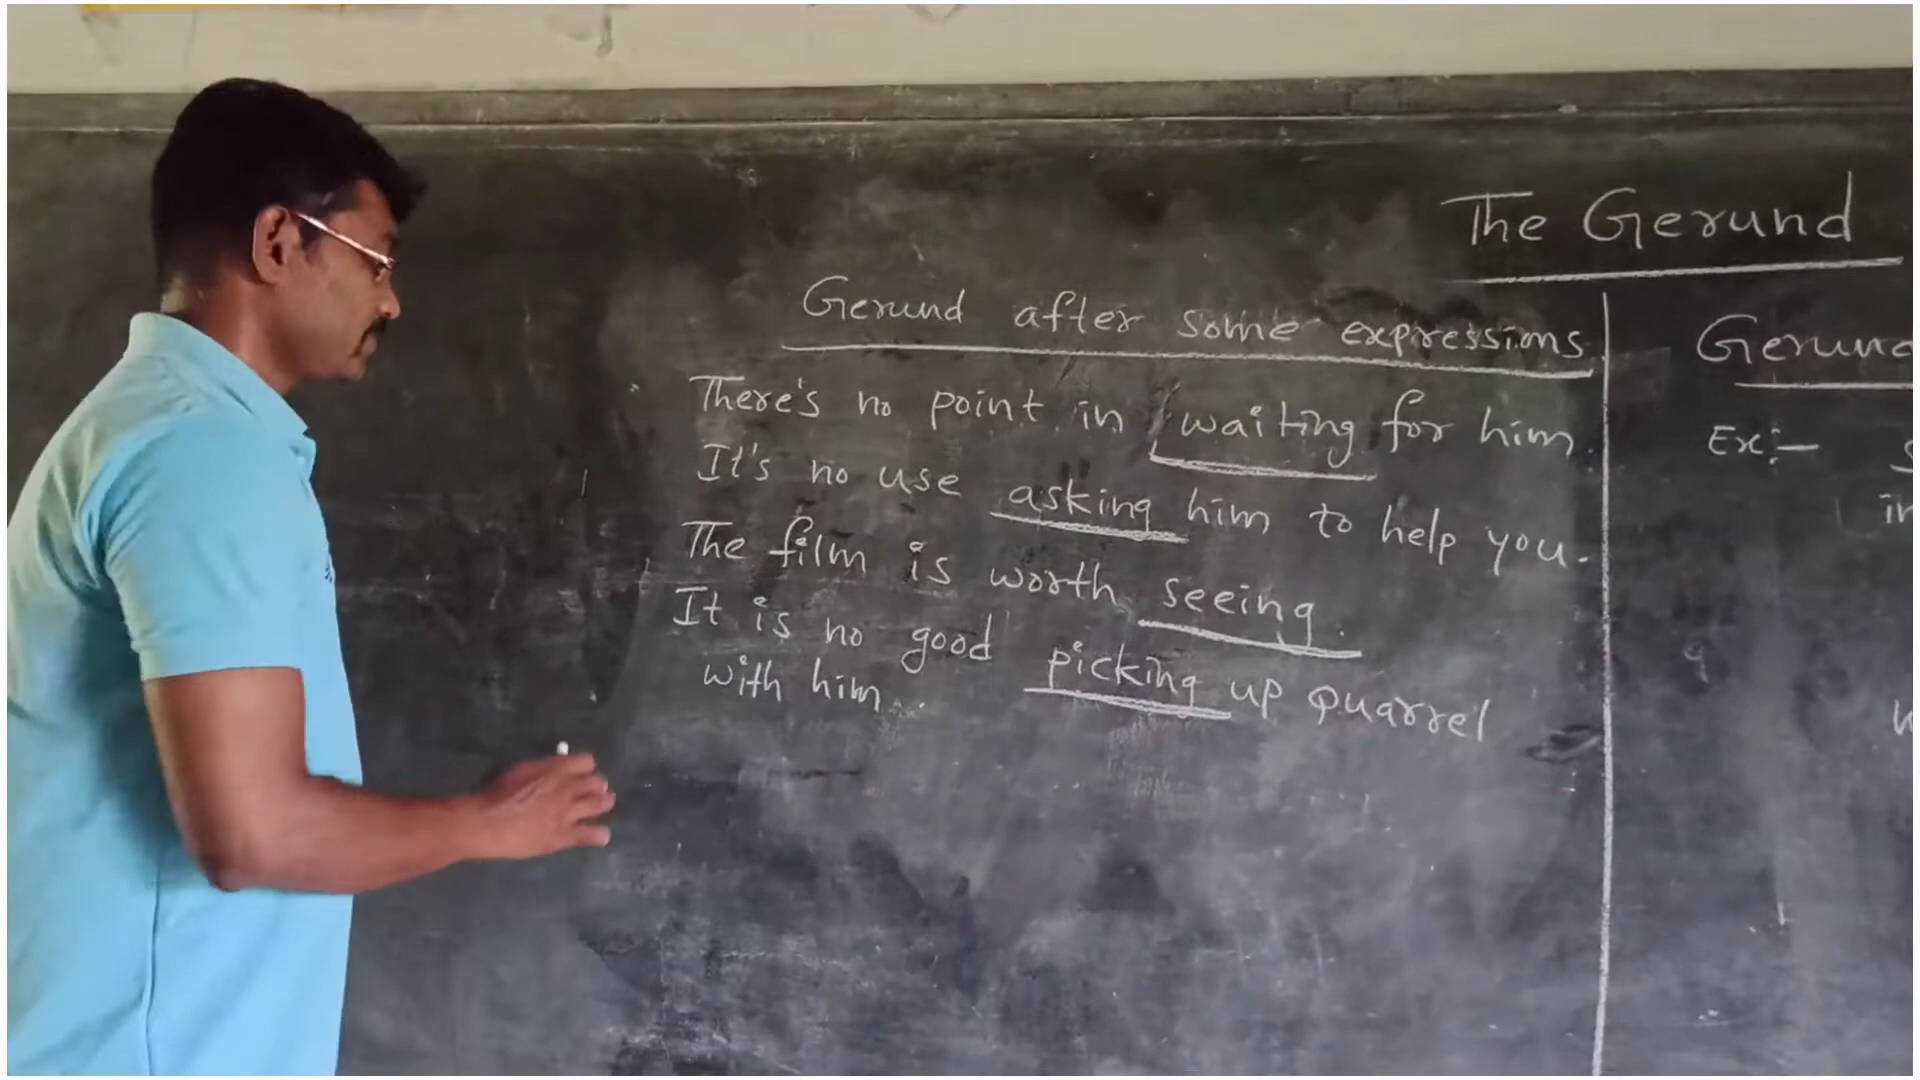 The Gerund
Gerund after some expressions
There's no point in waiting for him.
It's no use asking him to help you.
The film is worth seeing.
It is no good picking up quarrel
with him.
Ex:-
in